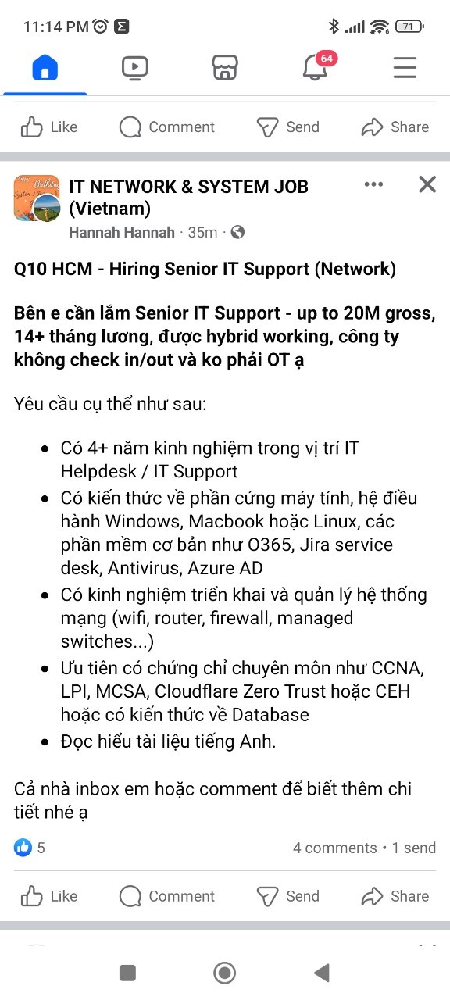 11:14 PM
71
64
Like Comment Send Share
IT NETWORK & SYSTEM JOB
(Vietnam)
Hannah Hannah · 35m ·
Q10 HCM - Hiring Senior IT Support (Network)
Bên e cần lắm Senior IT Support - up to 20M gross,
14+ tháng lương, được hybrid working, công ty
không check in/out và ko phải OT ạ
Yêu cầu cụ thể như sau:
• Có 4+ năm kinh nghiệm trong vị trí IT
Helpdesk / IT Support
• Có kiến thức về phần cứng máy tính, hệ điều
hành Windows, Macbook hoặc Linux, các
phần mềm cơ bản như O365, Jira service
desk, Antivirus, Azure AD
• Có kinh nghiệm triển khai và quản lý hệ thống
mạng (wifi, router, firewall, managed
switches...)
• Ưu tiên có chứng chỉ chuyên môn như CCNA,
LPI, MCSA, Cloudflare Zero Trust hoặc CEH
hoặc có kiến thức về Database
• Đọc hiểu tài liệu tiếng Anh.
Cả nhà inbox em hoặc comment để biết thêm chi
tiết nhé ạ
5
4 comments • 1 send
Like Comment Send Share